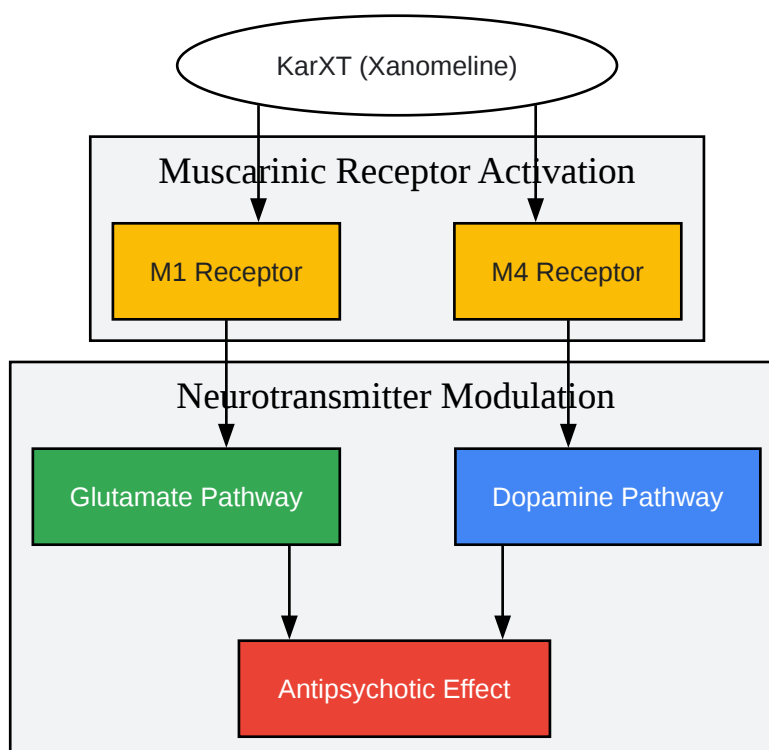 KarXT (Xanomeline)
Muscarinic Receptor Activation
M1 Receptor
M4 Receptor
Neurotransmitter Modulation
Glutamate Pathway
Dopamine Pathway
Antipsychotic Effect